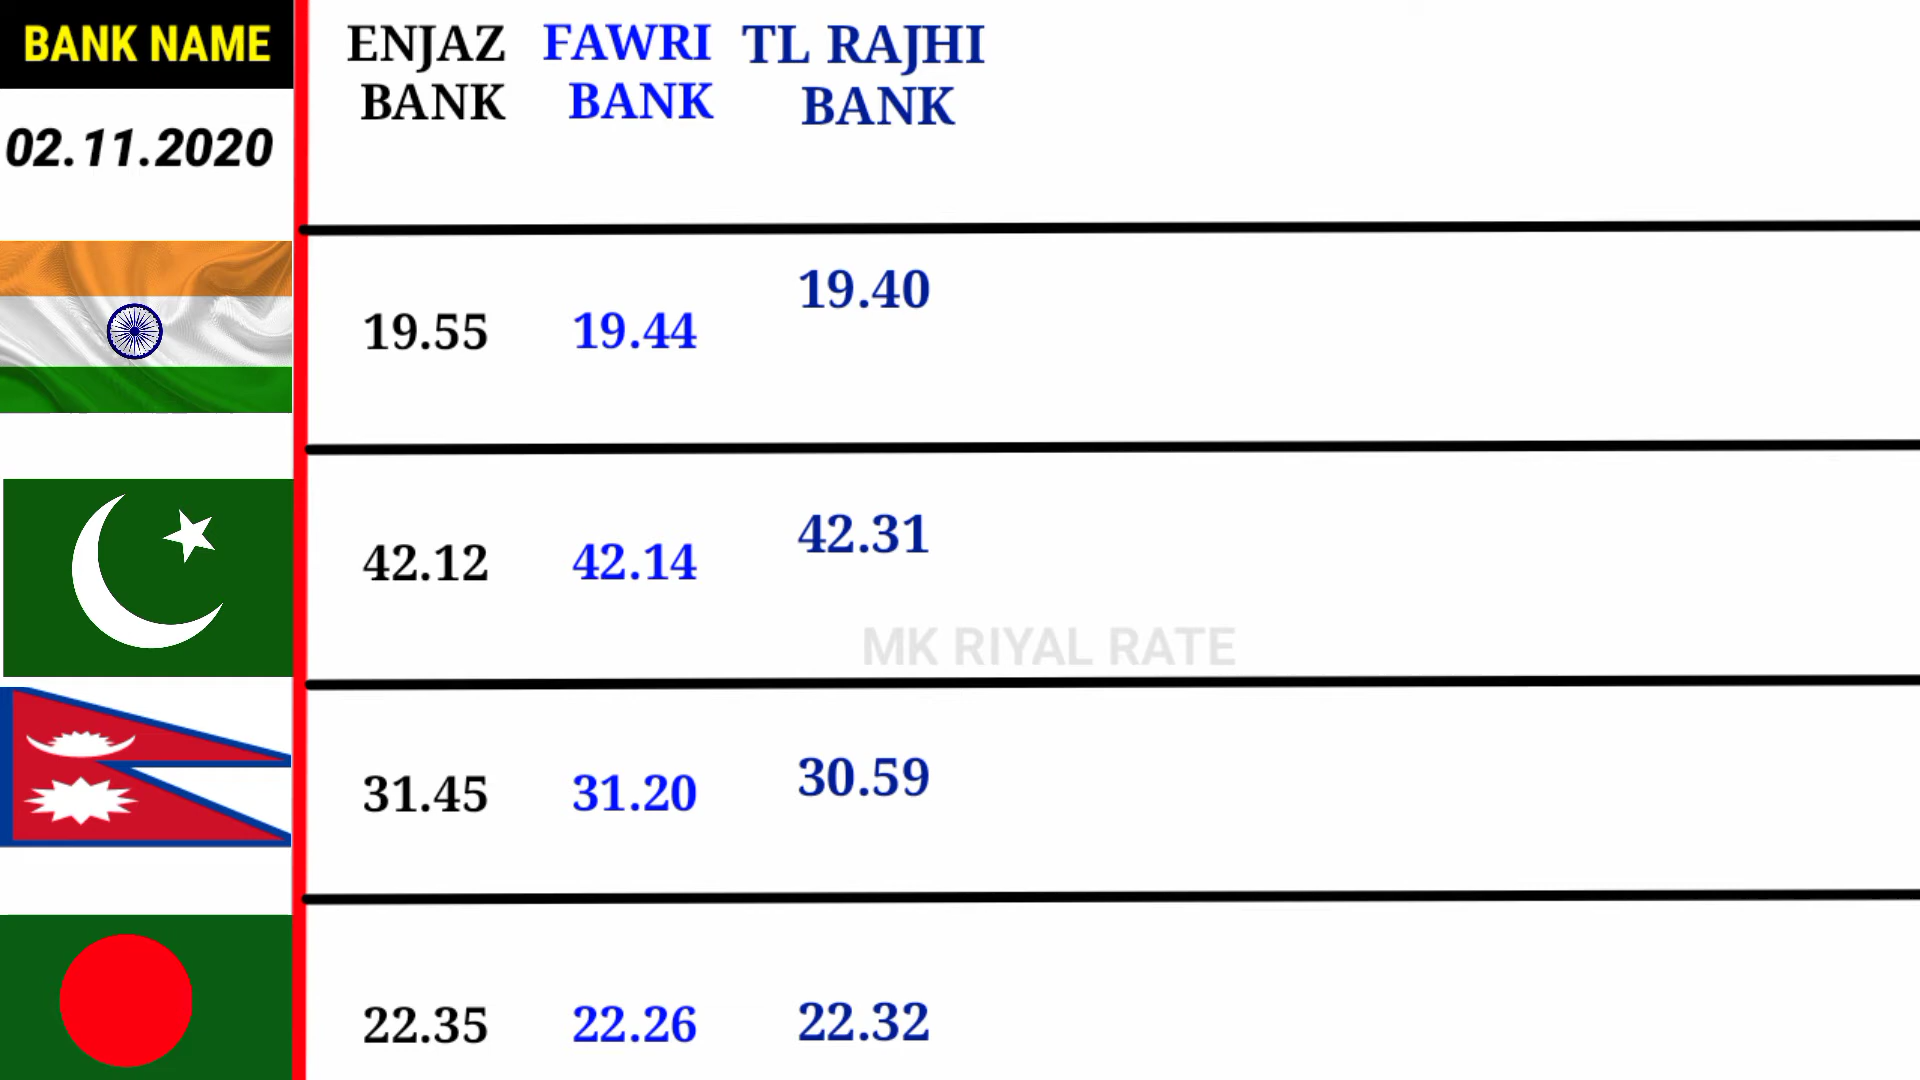 BANK NAME
ENJAZ BANK
FAWRI BANK
TL RAJHI BANK
02.11.2020
19.55 19.44 19.40
42.12 42.14 42.31
MK RIYAL RATE
31.45 31.20 30.59
22.35 22.26 22.32